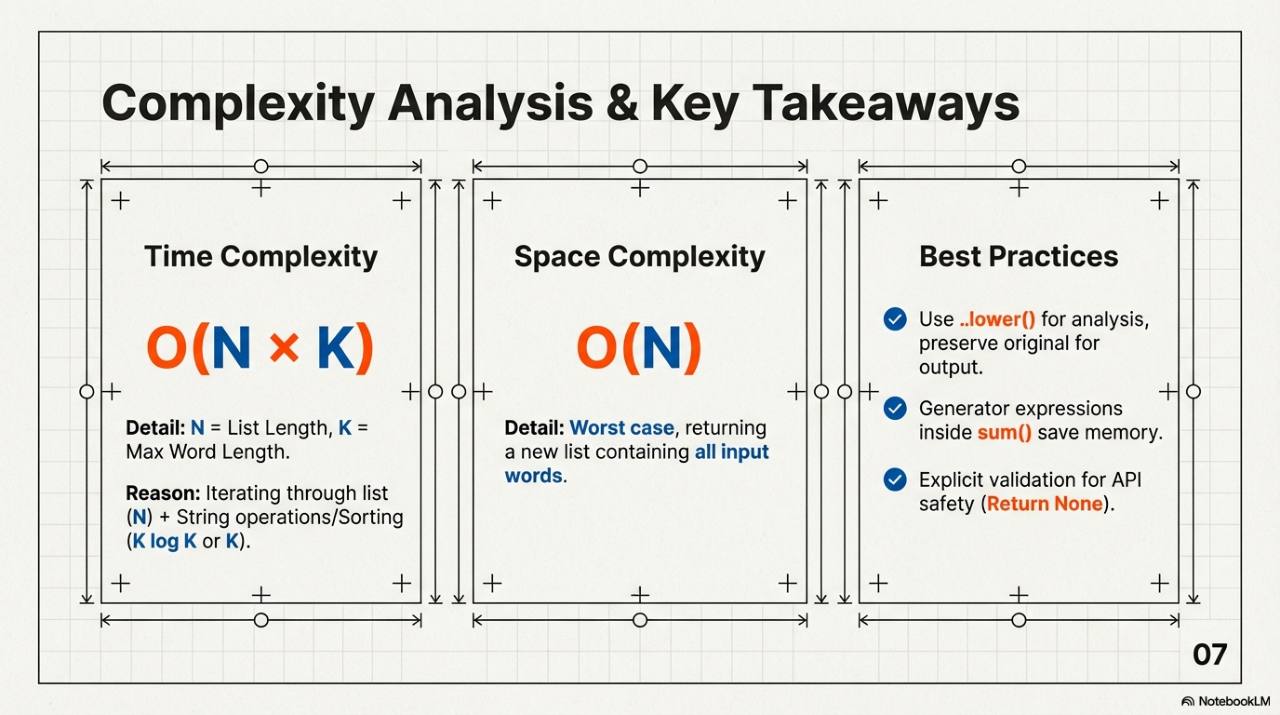 Complexity Analysis & Key Takeaways
Time Complexity
O(N × K)
Detail: N = List Length, K =
Max Word Length.
Reason: Iterating through list
(N) + String operations/Sorting
(K log K or K).
Space Complexity
O(N)
Detail: Worst case, returning
a new list containing all input
words.
Best Practices
Use ..lower() for analysis,
preserve original for
output.
Generator expressions
inside sum() save memory.
Explicit validation for API
safety (Return None).
07
NotebookLM